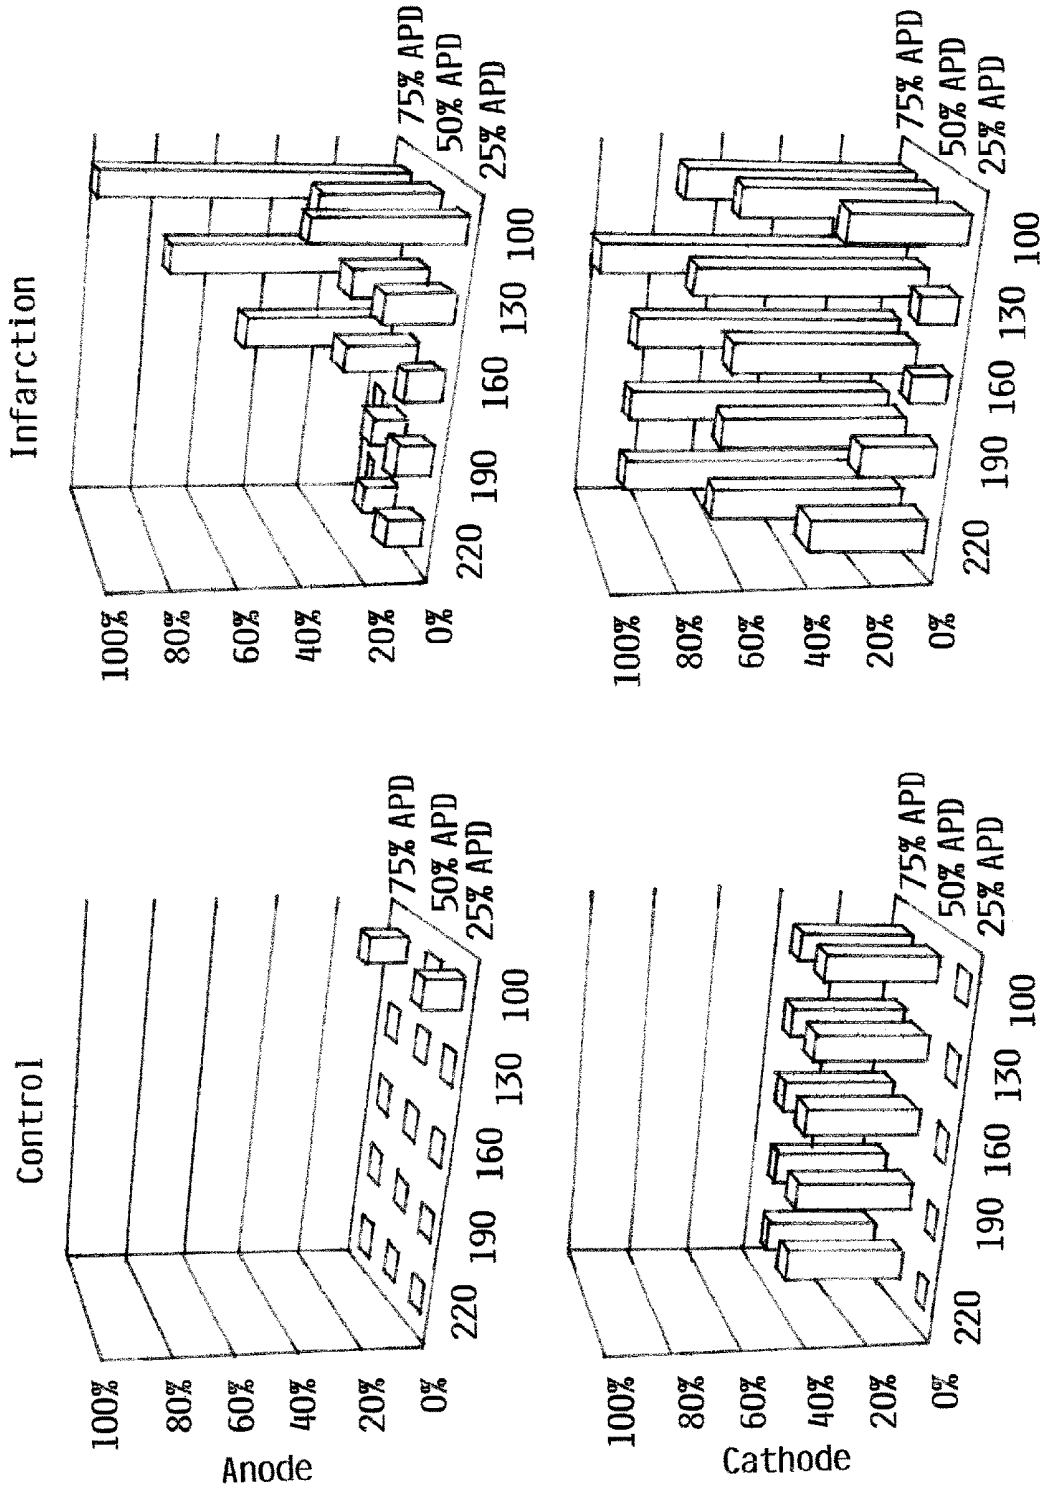 Control
Infarction
Anode
100%
80%
60%
40%
20%
0%
220
190
160
130
100
75% APD
50% APD
25% APD
100%
80%
60%
40%
20%
0%
220
190
160
130
100
75% APD
50% APD
25% APD
Cathode
100%
80%
60%
40%
20%
0%
220
190
160
130
100
75% APD
50% APD
25% APD
100%
80%
60%
40%
20%
0%
220
190
160
130
100
75% APD
50% APD
25% APD